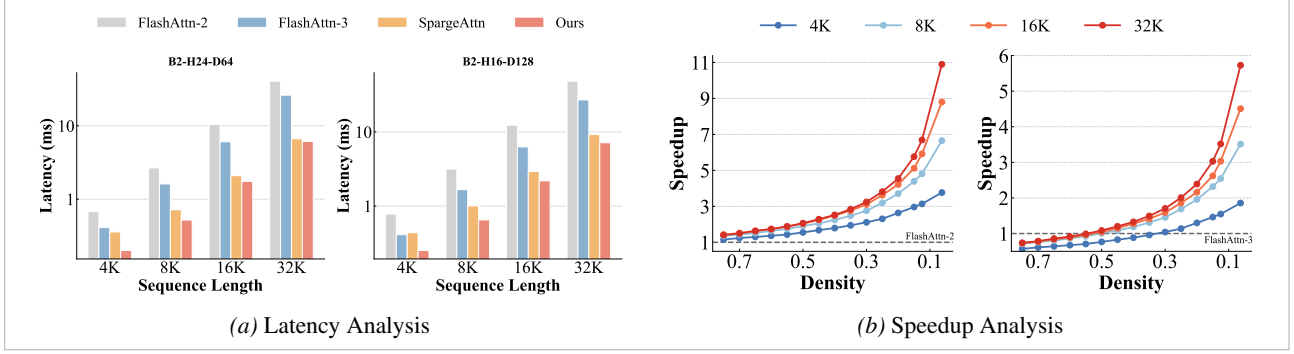 FlashAttn-2 FlashAttn-3 SpargeAttn Ours
B2-H24-D64
Latency (ms)
10
1
4K 8K 16K 32K
Sequence Length
B2-H16-D128
Latency (ms)
10
1
4K 8K 16K 32K
Sequence Length
(a) Latency Analysis
4K 8K 16K 32K
Speedup
11
9
7
5
3
1
FlashAttn-2
0.7 0.5 0.3 0.1
Density
Speedup
6
5
4
3
2
1
0
FlashAttn-3
0.7 0.5 0.3 0.1
Density
(b) Speedup Analysis